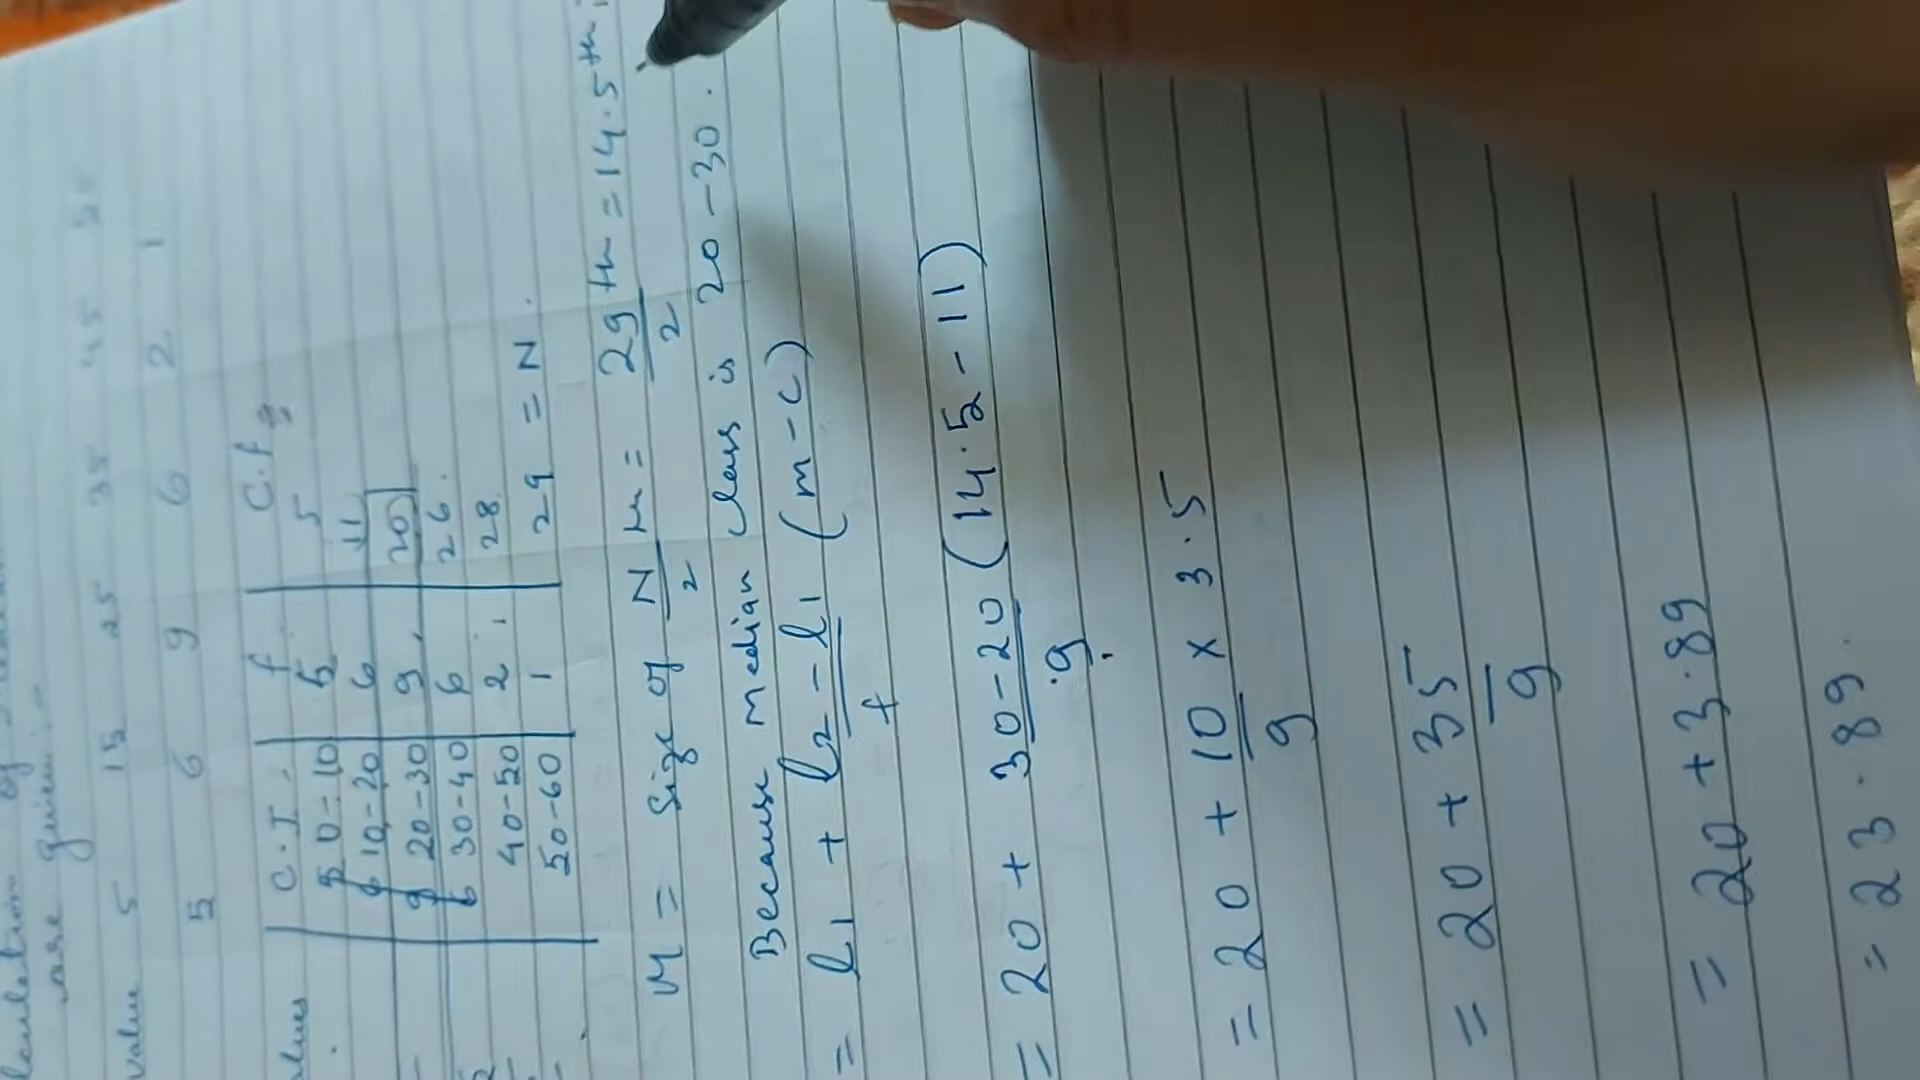 are given :-
value 5 15 25 35 45 55
5 6 9 6 2 1
C.I. f C.f
0-10 5 5
10-20 6 11
20-30 9 20
30-40 6 26
40-50 2 28
50-60 1 29 = N
M = Size of N/2 th = 29/2 th = 14.5th
Because median class is 20-30.
= l1 + l2-l1/f (m-c)
= 20 + 30-20/9 (14.5-11)
= 20 + 10/9 x 3.5
= 20 + 35/9
= 20 + 3.89
= 23.89.